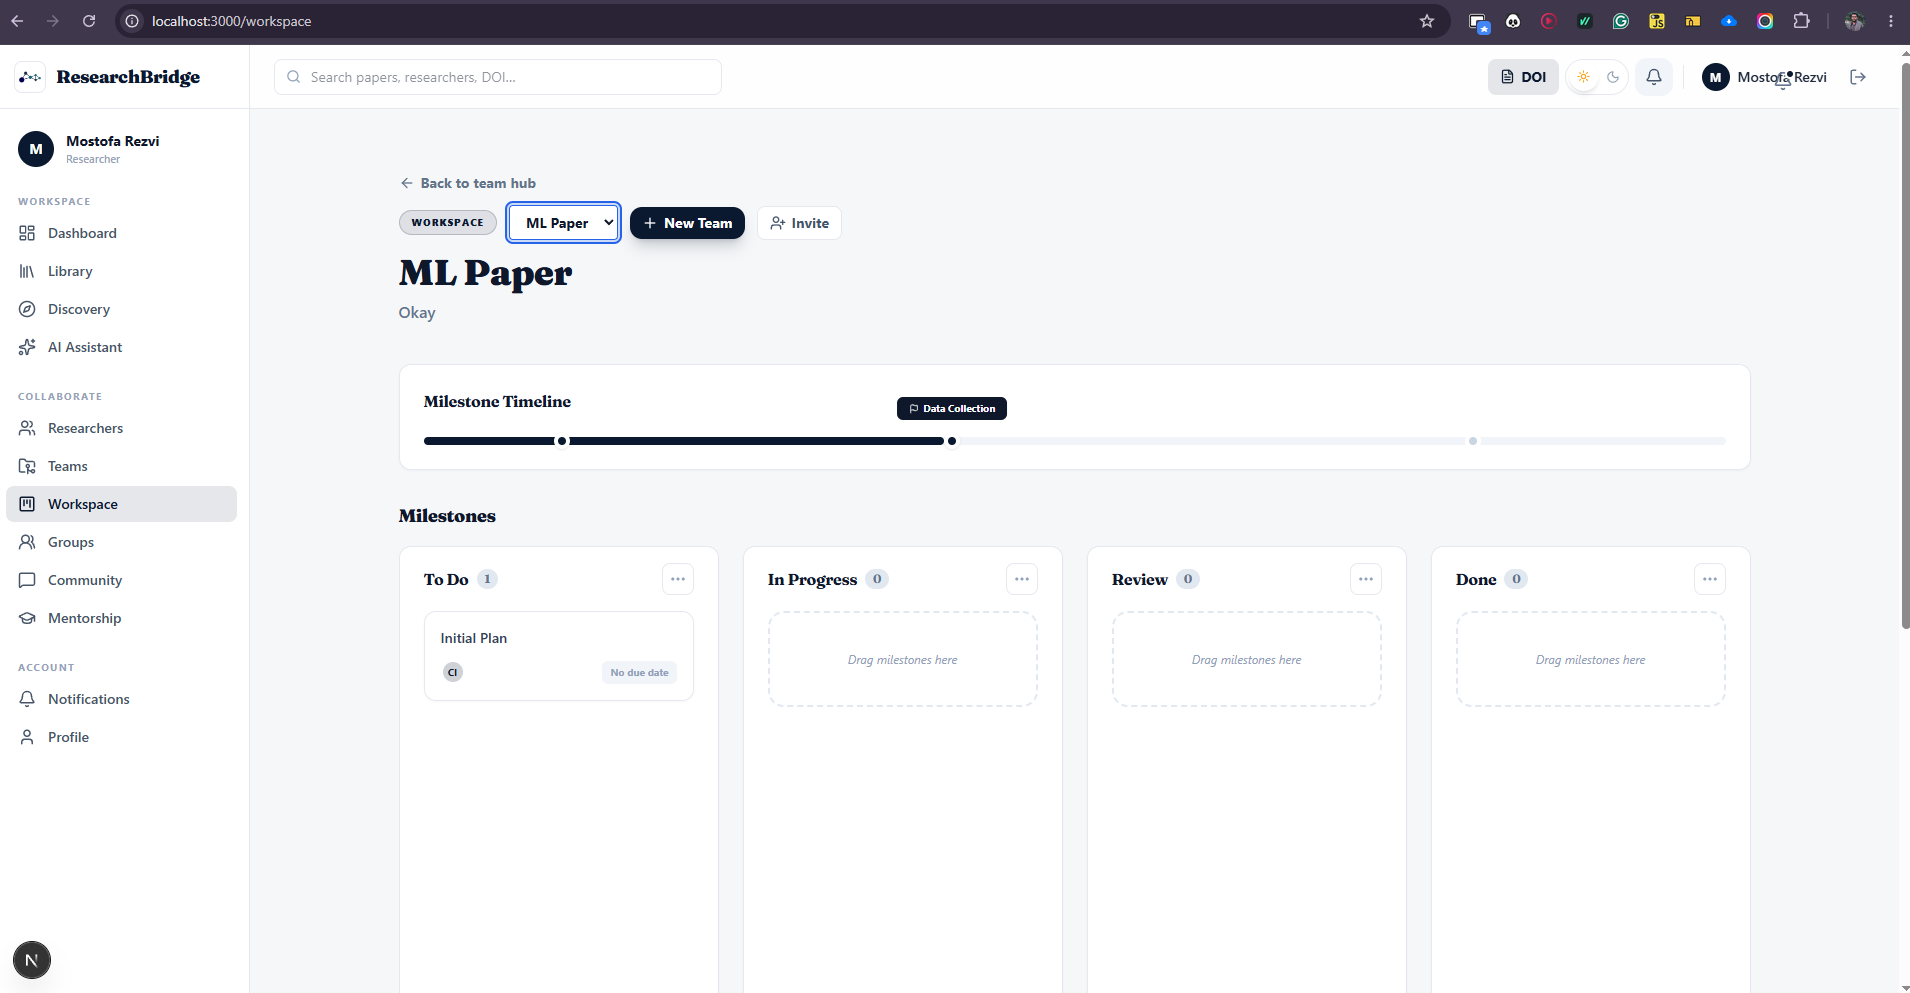 localhost:3000/workspace
ResearchBridge
Search papers, researchers, DOI...
DOI
M
Mostofa Rezvi
M
Mostofa Rezvi
Researcher
WORKSPACE
Dashboard
Library
Discovery
AI Assistant
COLLABORATE
Researchers
Teams
Workspace
Groups
Community
Mentorship
ACCOUNT
Notifications
Profile
N
Back to team hub
WORKSPACE
ML Paper
New Team
Invite
ML Paper
Okay
Milestone Timeline
Data Collection
Milestones
To Do 1
Initial Plan
CI
No due date
In Progress 0
Drag milestones here
Review 0
Drag milestones here
Done 0
Drag milestones here